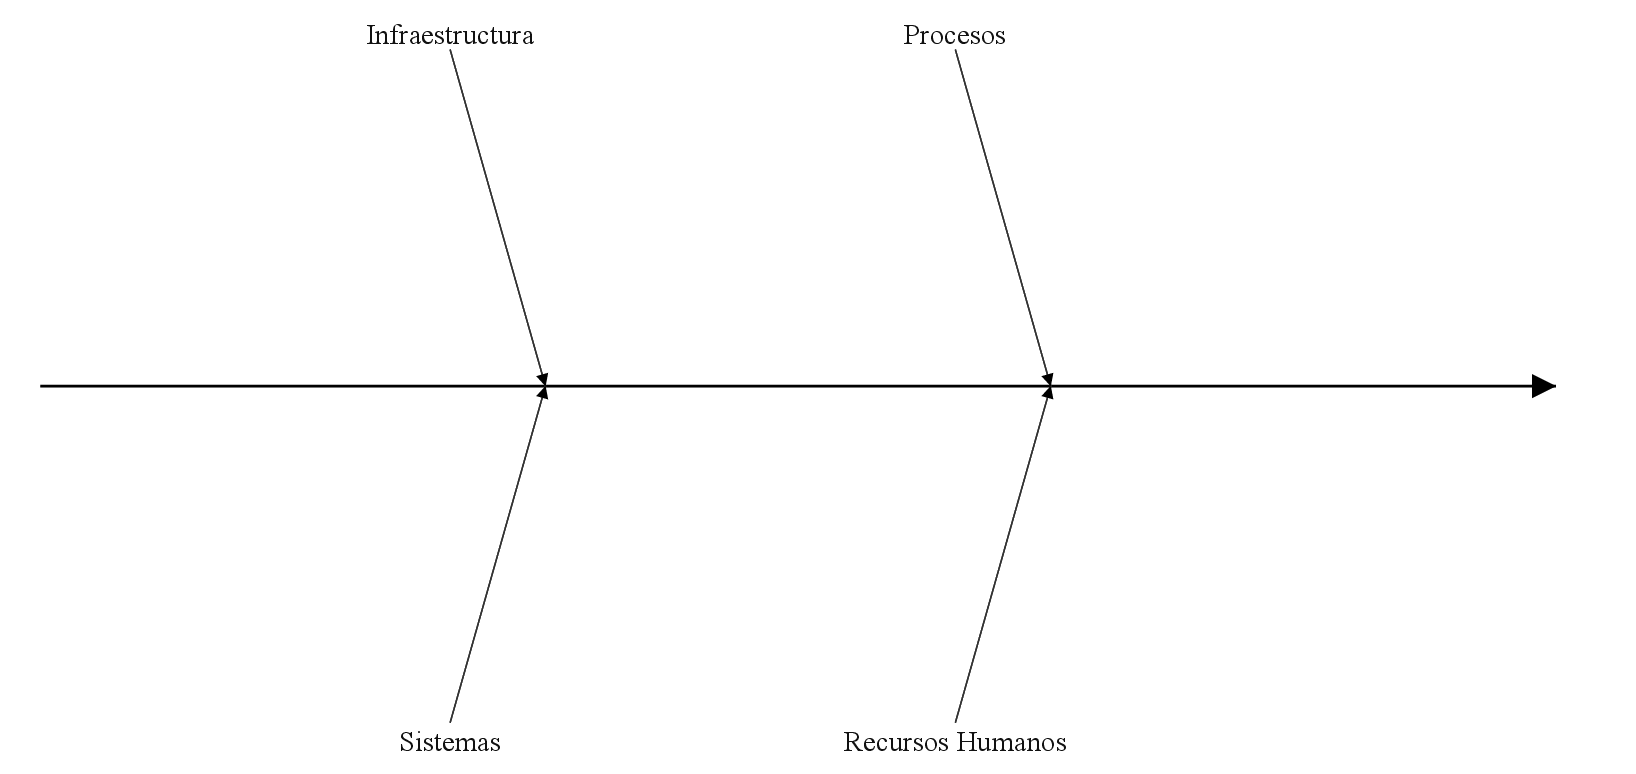 Infraestructura
Procesos
Sistemas
Recursos Humanos